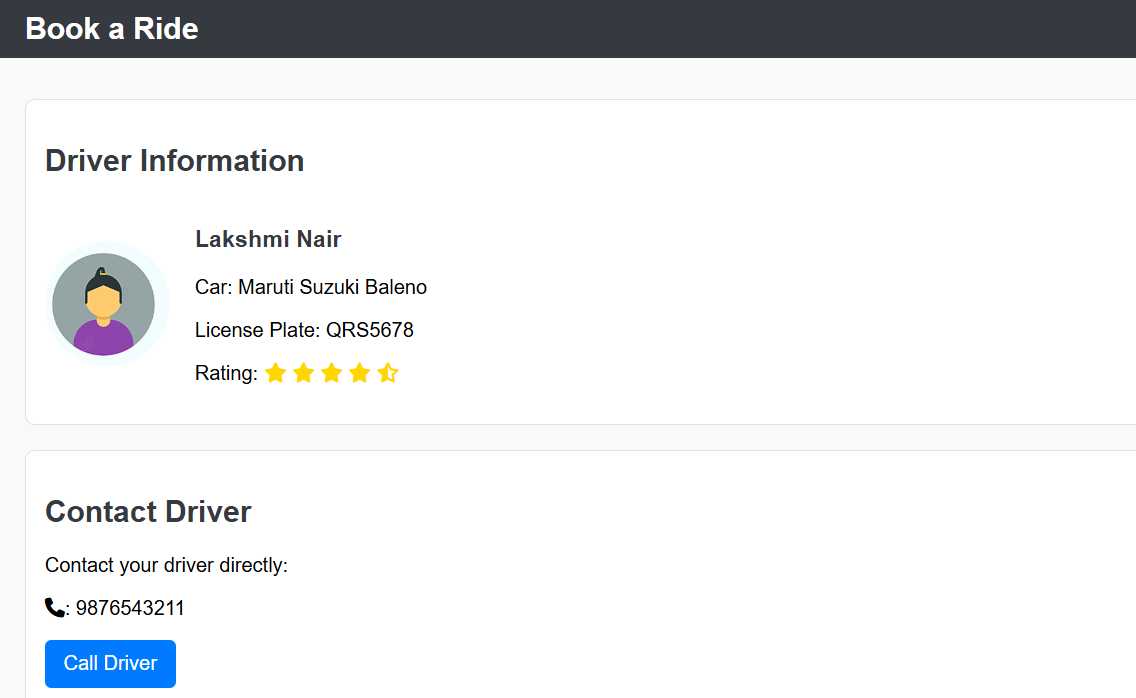 Book a Ride
Driver Information
Lakshmi Nair
Car: Maruti Suzuki Baleno
License Plate: QRS5678
Rating:
Contact Driver
Contact your driver directly:
: 9876543211
Call Driver